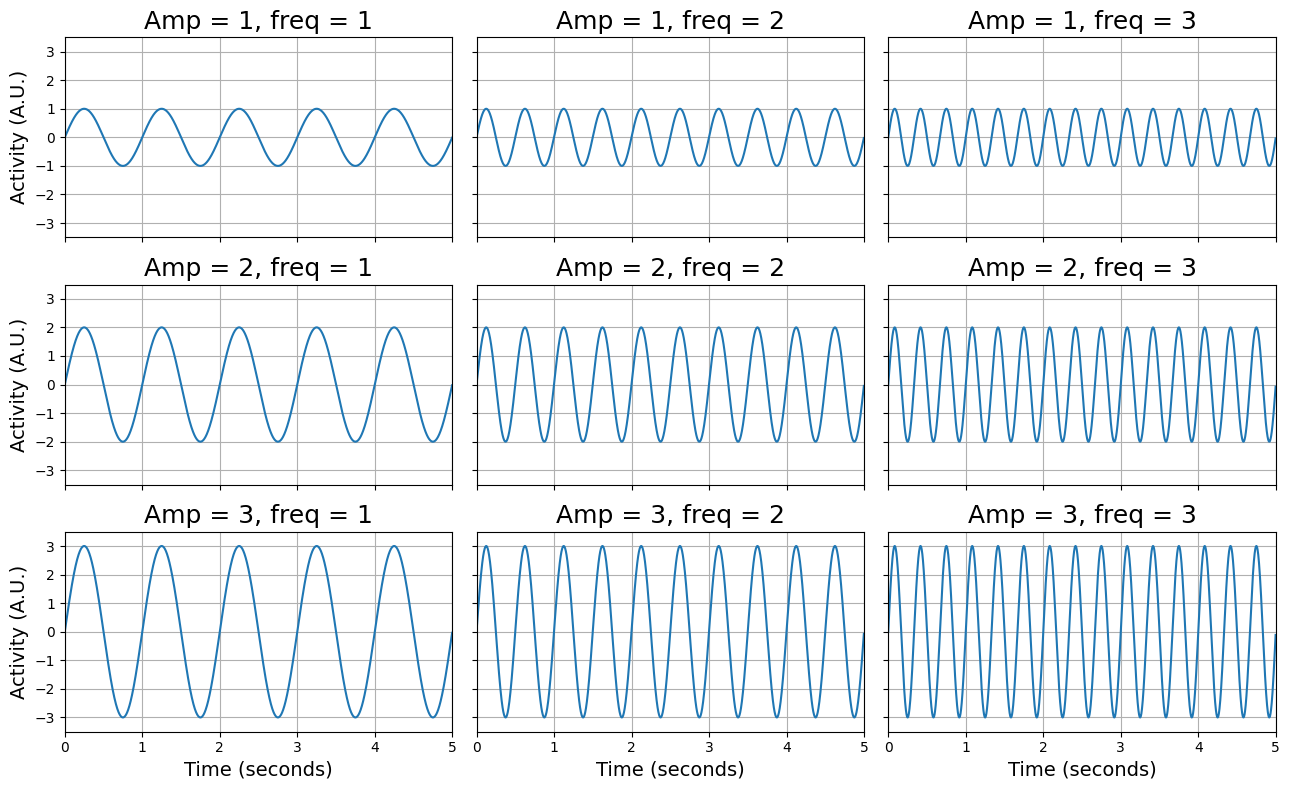 Amp = 1, freq = 1
Amp = 1, freq = 2
Amp = 1, freq = 3
Activity (A.U.)
3
2
1
0
−1
−2
−3
Amp = 2, freq = 1
Amp = 2, freq = 2
Amp = 2, freq = 3
Activity (A.U.)
3
2
1
0
−1
−2
−3
Amp = 3, freq = 1
Amp = 3, freq = 2
Amp = 3, freq = 3
Activity (A.U.)
3
2
1
0
−1
−2
−3
0 1 2 3 4 5
0 1 2 3 4 5
0 1 2 3 4 5
Time (seconds)
Time (seconds)
Time (seconds)